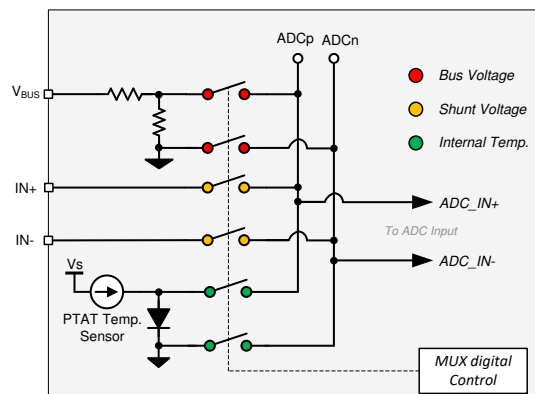 ADCp ADCn
VBUS
Bus Voltage
Shunt Voltage
Internal Temp.
IN+
ADC_IN+
To ADC Input
IN-
ADC_IN-
Vs
PTAT Temp.
Sensor
MUX digital
Control